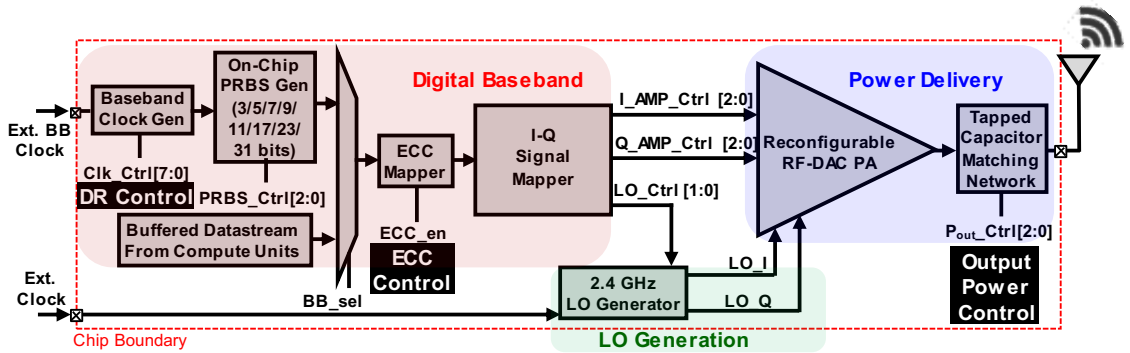 Digital Baseband
Power Delivery
Ext. BB
Clock
Baseband
Clock Gen
Clk_Ctrl[7:0]
DR Control
On-Chip
PRBS Gen
(3/5/7/9/
11/17/23/
31 bits)
PRBS_Ctrl[2:0]
Buffered Datastream
From Compute Units
BB_sel
ECC
Mapper
ECC_en
ECC
Control
I-Q
Signal
Mapper
I_AMP_Ctrl [2:0]
Q_AMP_Ctrl [2:0]
LO_Ctrl [1:0]
Reconfigurable
RF-DAC PA
Tapped
Capacitor
Matching
Network
Pout_Ctrl[2:0]
Output
Power
Control
Ext.
Clock
2.4 GHz
LO Generator
LO_I
LO_Q
LO Generation
Chip Boundary